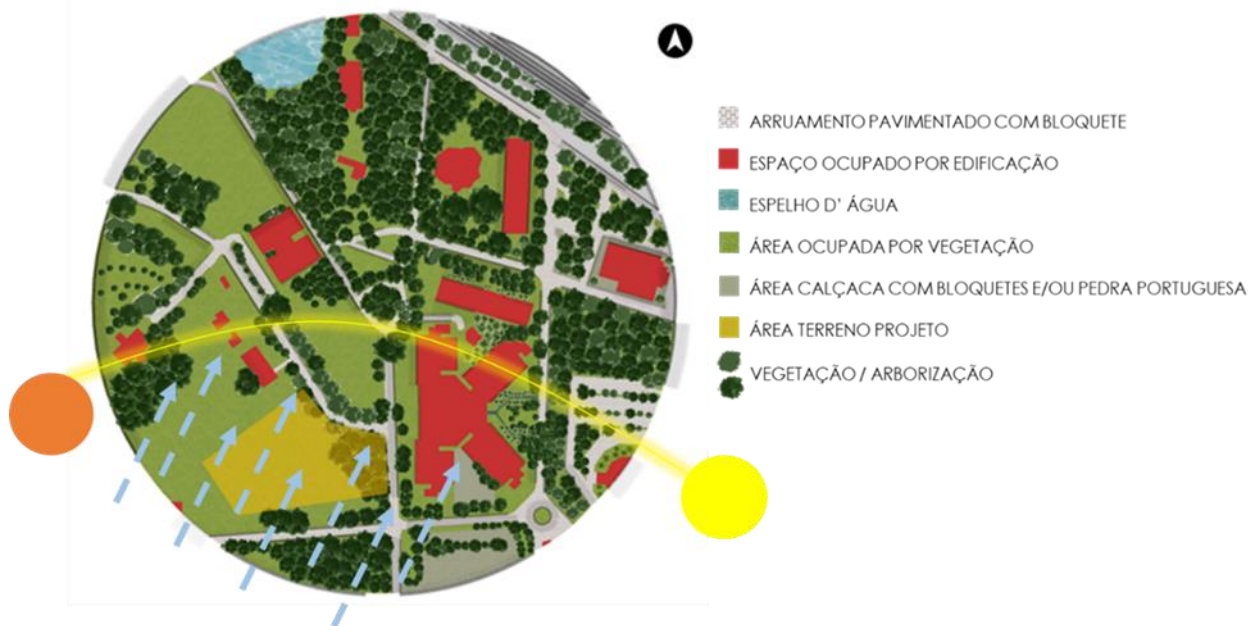 ARRUAMENTO PAVIMENTADO COM BLOQUETE
ESPAÇO OCUPADO POR EDIFICAÇÃO
ESPELHO D' ÁGUA
ÁREA OCUPADA POR VEGETAÇÃO
ÁREA CALÇACA COM BLOQUETES E/OU PEDRA PORTUGUESA
ÁREA TERRENO PROJETO
VEGETAÇÃO / ARBORIZAÇÃO